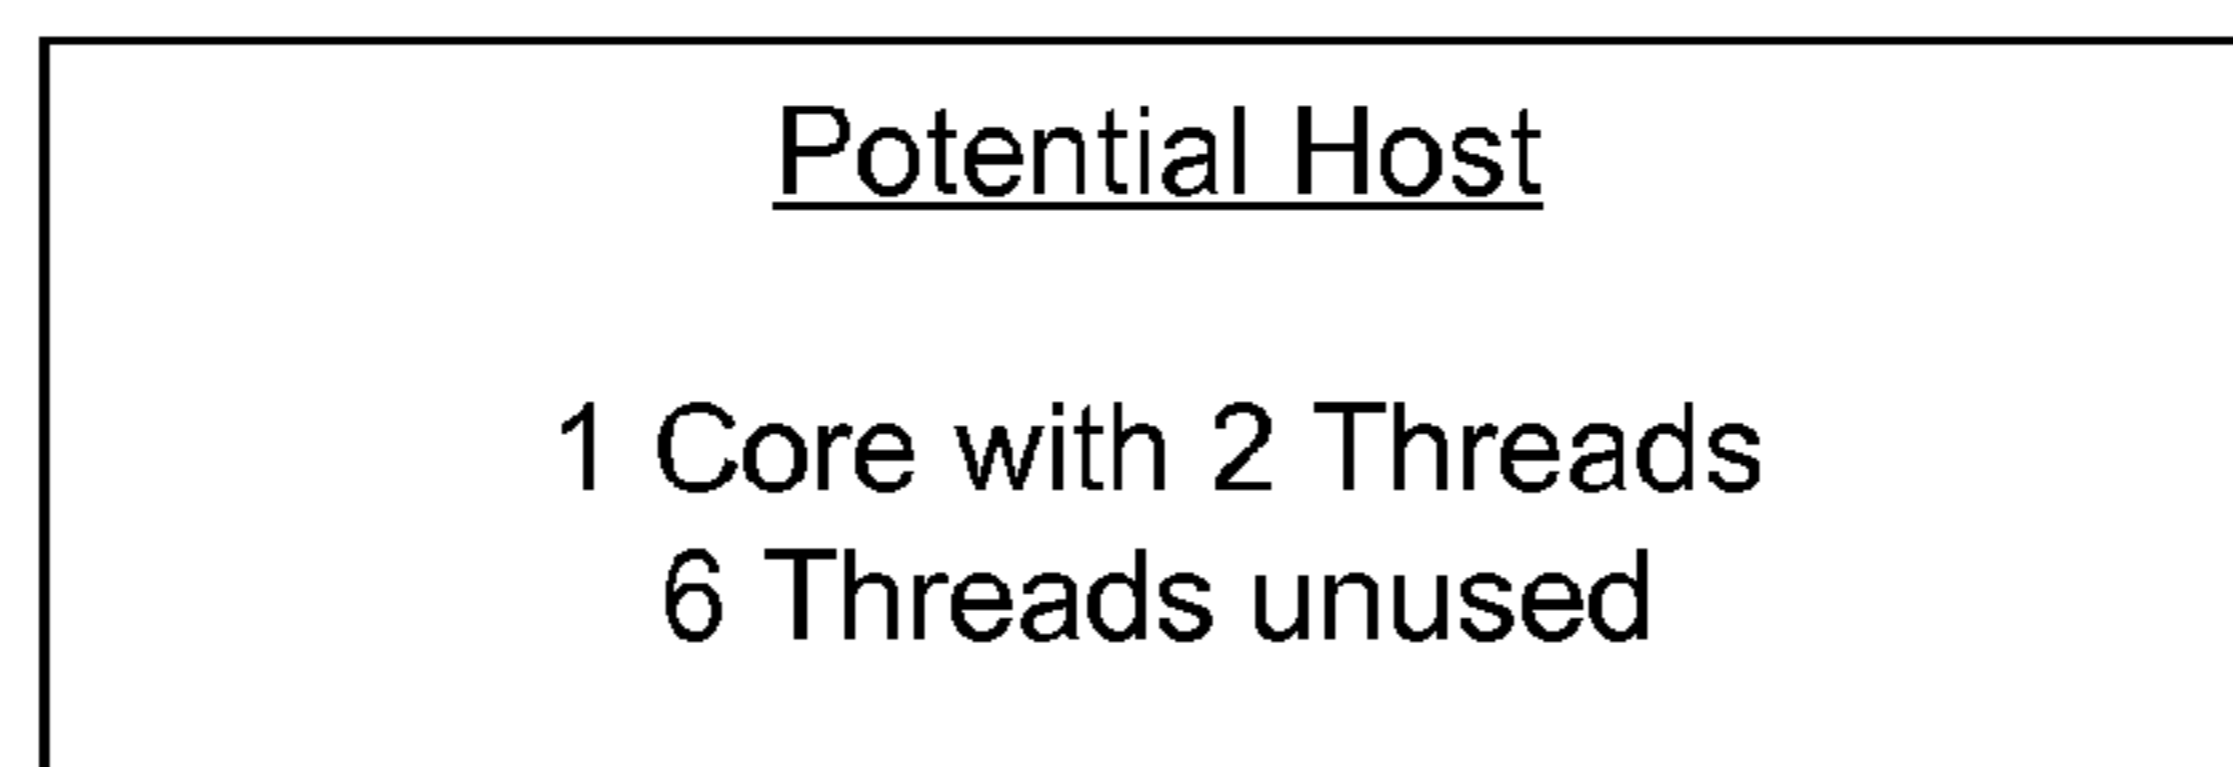 Potential Host
1 Core with 2 Threads
6 Threads unused